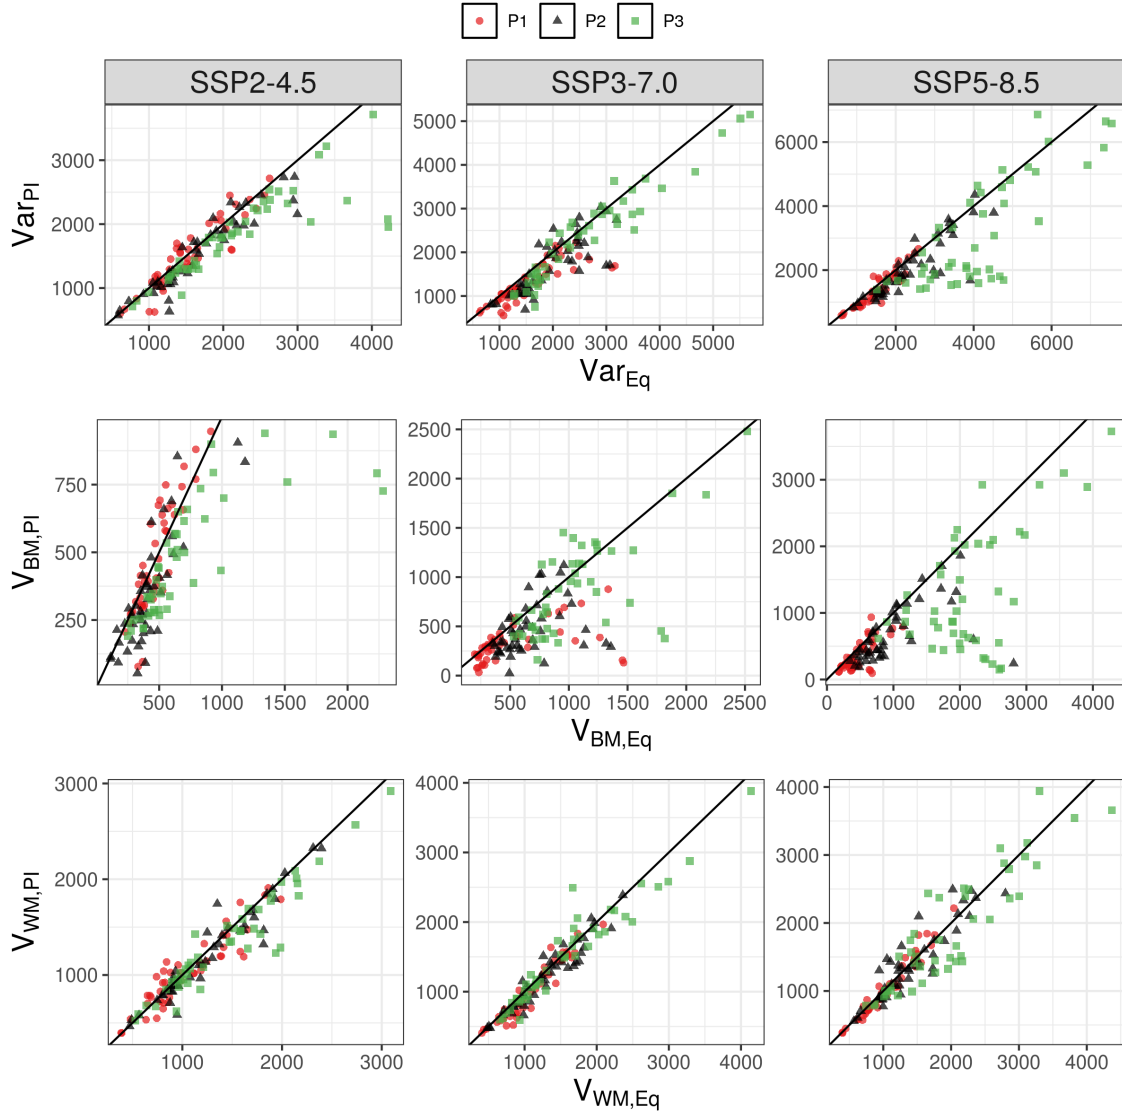 P1 P2 P3
SSP2-4.5 SSP3-7.0 SSP5-8.5
Var_PI
3000
2000
1000
5000
4000
3000
2000
1000
6000
4000
2000
1000 2000 3000 4000
1000 2000 3000 4000 5000
2000 4000 6000
Var_Eq
V_BM,PI
750
500
250
2500
2000
1500
1000
500
0
3000
2000
1000
0
500 1000 1500 2000
500 1000 1500 2000 2500
0 1000 2000 3000 4000
V_BM,Eq
V_WM,PI
3000
2000
1000
4000
3000
2000
1000
4000
3000
2000
1000
1000 2000 3000
1000 2000 3000 4000
1000 2000 3000 4000
V_WM,Eq